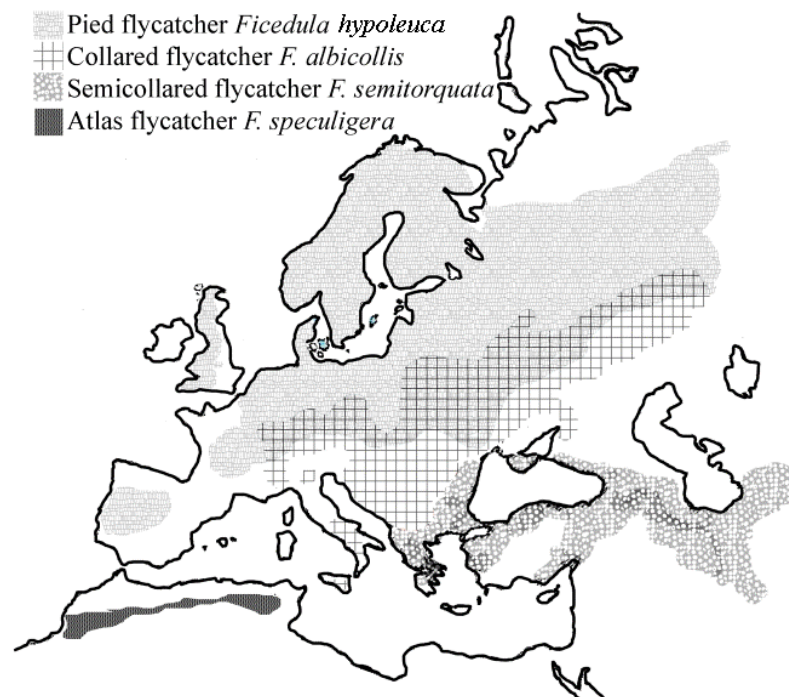 Pied flycatcher Ficedula hypoleuca
Collared flycatcher F. albicollis
Semicollared flycatcher F. semitorquata
Atlas flycatcher F. speculigera